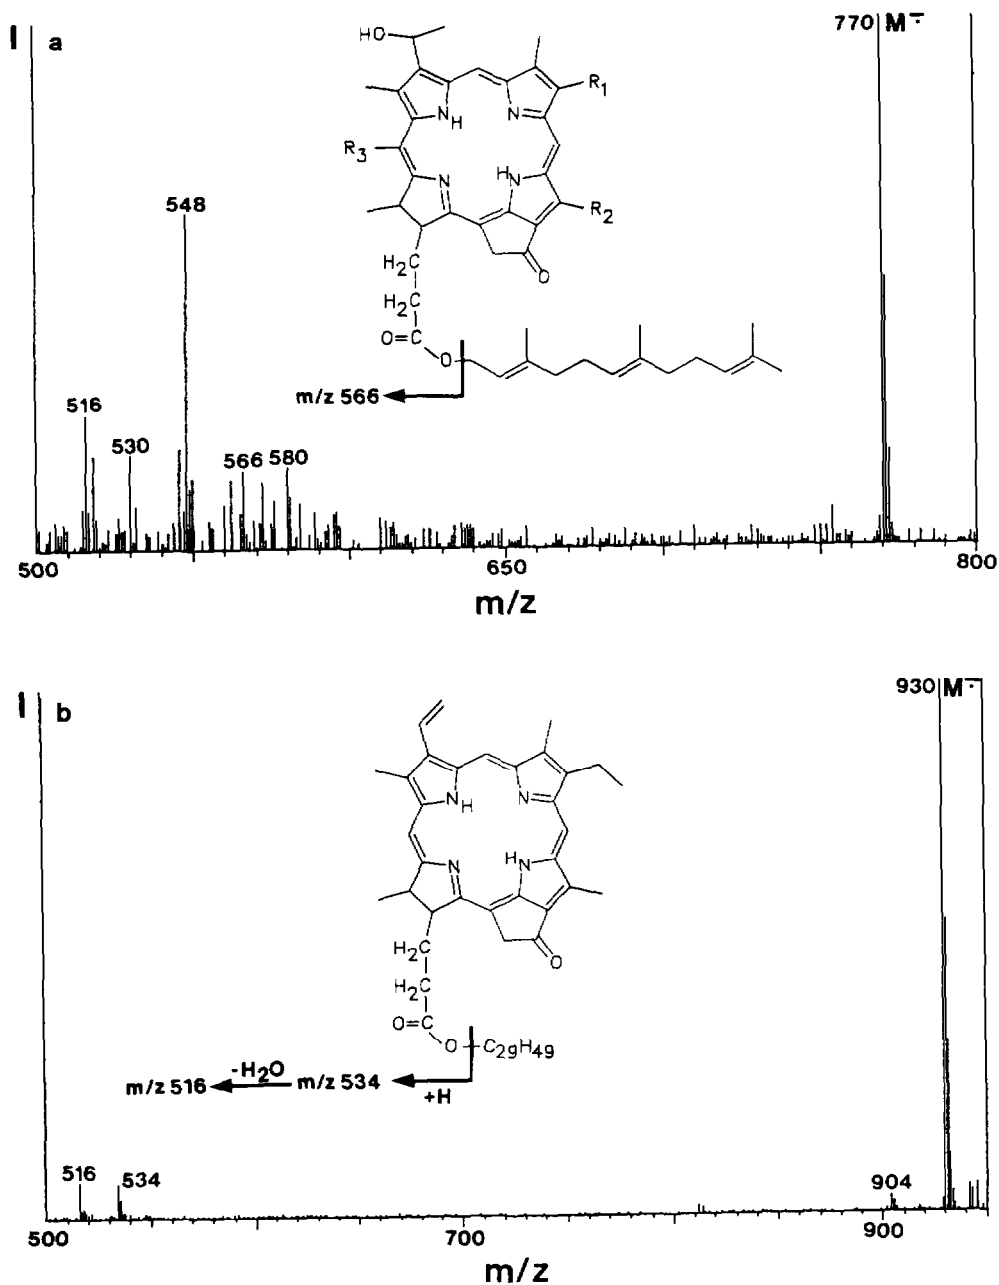 I a
770 M⁻·
HO
R₁
NH
N
R₃
N
HN
R₂
548
H₂C
O
H₂C
O=C
O
m/z 566
516
530
566 580
500
650
800
m/z
I b
930 M⁻·
NH
N
N
HN
H₂C
O
H₂C
O=C
O
C₂₉H₄₉
m/z 516
-H₂O
m/z 534
+H
516
534
904
500
700
900
m/z